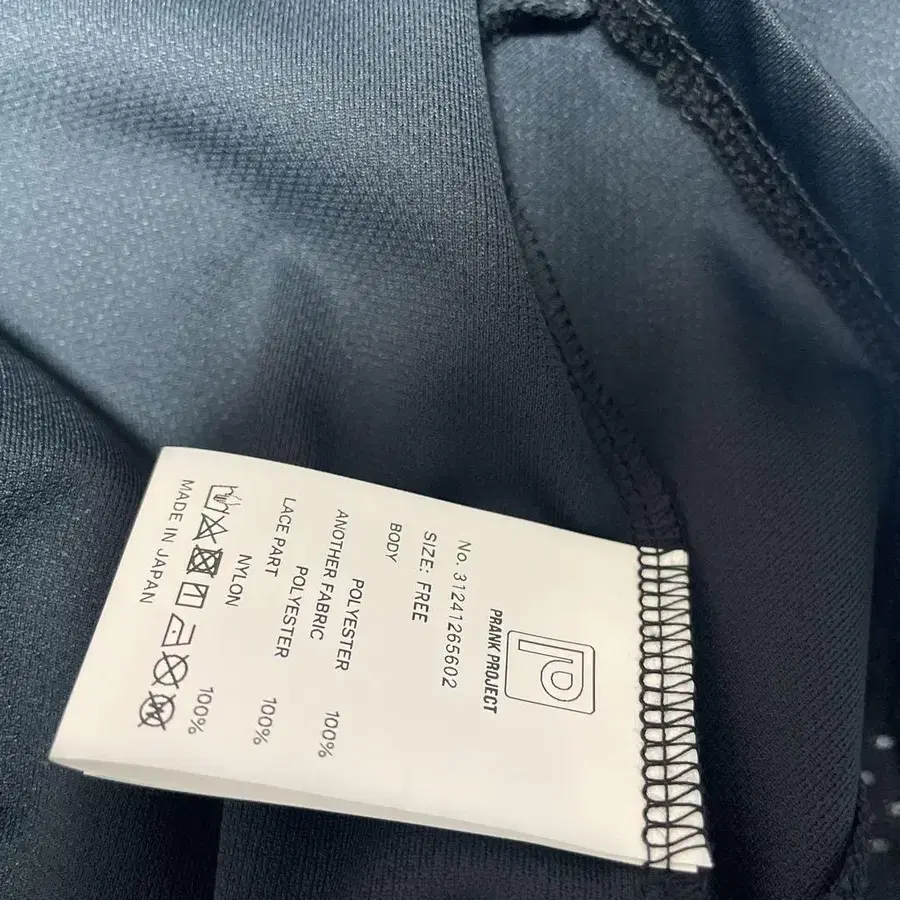 PRANK PROJECT
No. 31241265602
SIZE: FREE
BODY
POLYESTER 100%
ANOTHER FABRIC
POLYESTER 100%
LACE PART
NYLON 100%
MADE IN JAPAN